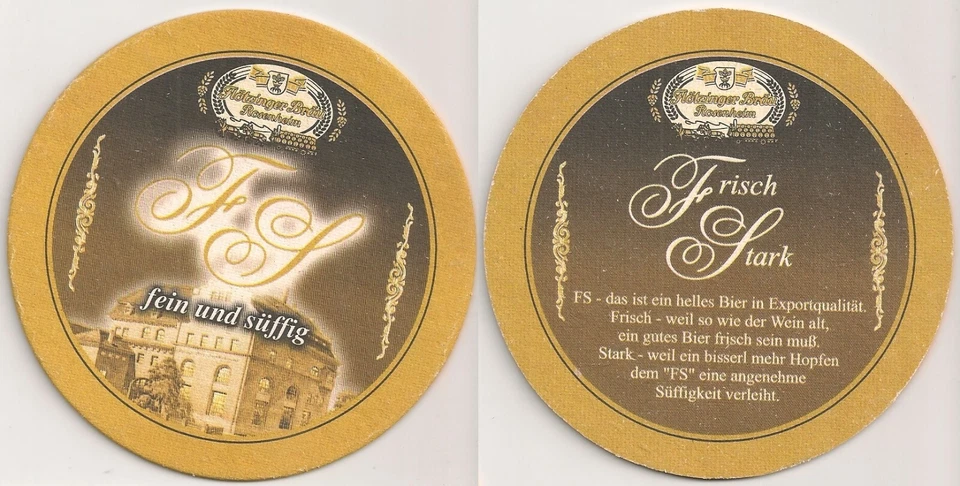 Flötzinger Bräu
Rosenheim
F
S
fein und süffig
Flötzinger Bräu
Rosenheim
Frisch
Stark
FS - das ist ein helles Bier in Exportqualität.
Frisch - weil so wie der Wein alt,
ein gutes Bier frisch sein muß.
Stark - weil ein bisserl mehr Hopfen
dem "FS" eine angenehme
Süffigkeit verleiht.